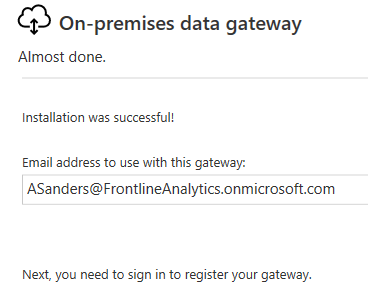 On-premises data gateway
Almost done.
Installation was successful!
Email address to use with this gateway:
ASanders@FrontlineAnalytics.onmicrosoft.com
Next, you need to sign in to register your gateway.